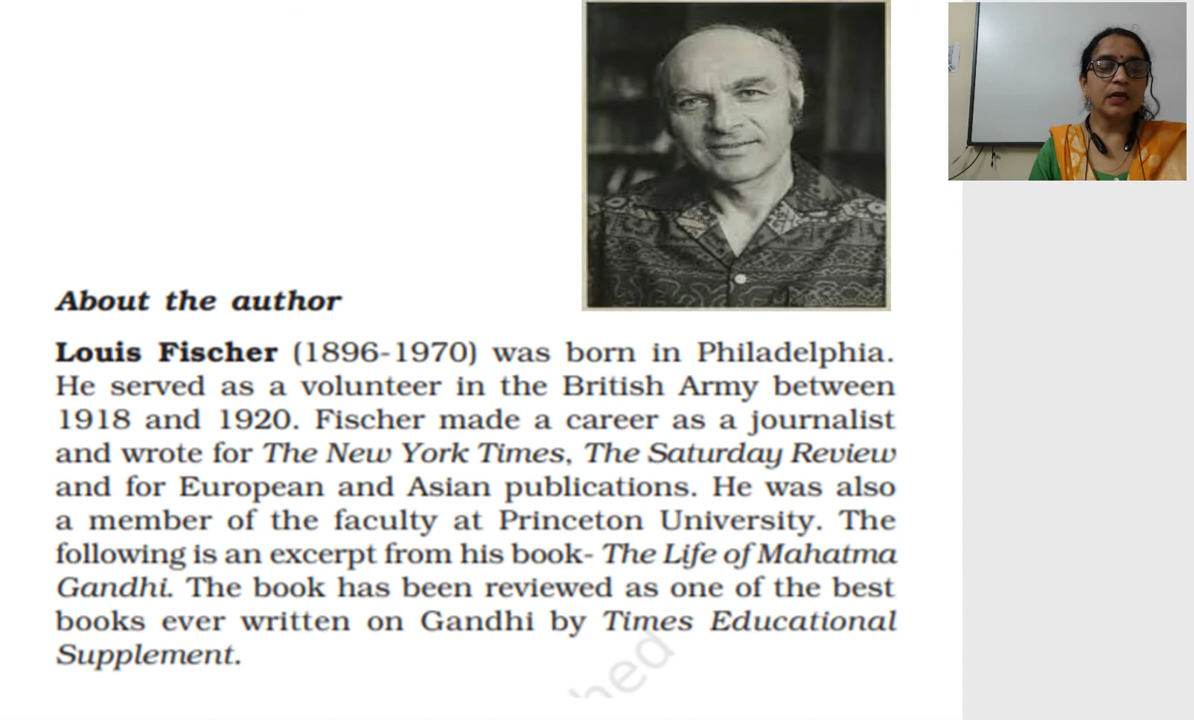 About the author
Louis Fischer (1896-1970) was born in Philadelphia.
He served as a volunteer in the British Army between
1918 and 1920. Fischer made a career as a journalist
and wrote for The New York Times, The Saturday Review
and for European and Asian publications. He was also
a member of the faculty at Princeton University. The
following is an excerpt from his book- The Life of Mahatma
Gandhi. The book has been reviewed as one of the best
books ever written on Gandhi by Times Educational
Supplement.